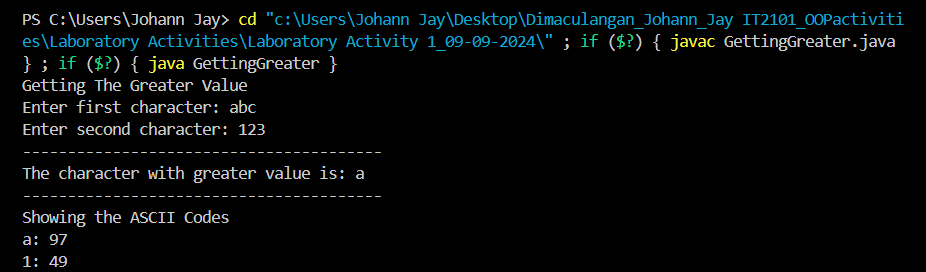 PS C:\Users\Johann Jay> cd "c:\Users\Johann Jay\Desktop\Dimaculangan_Johann_Jay IT2101_OOPactiviti
es\Laboratory Activities\Laboratory Activity 1_09-09-2024\" ; if ($?) { javac GettingGreater.java
} ; if ($?) { java GettingGreater }
Getting The Greater Value
Enter first character: abc
Enter second character: 123
----------------------------------------
The character with greater value is: a
----------------------------------------
Showing the ASCII Codes
a: 97
1: 49